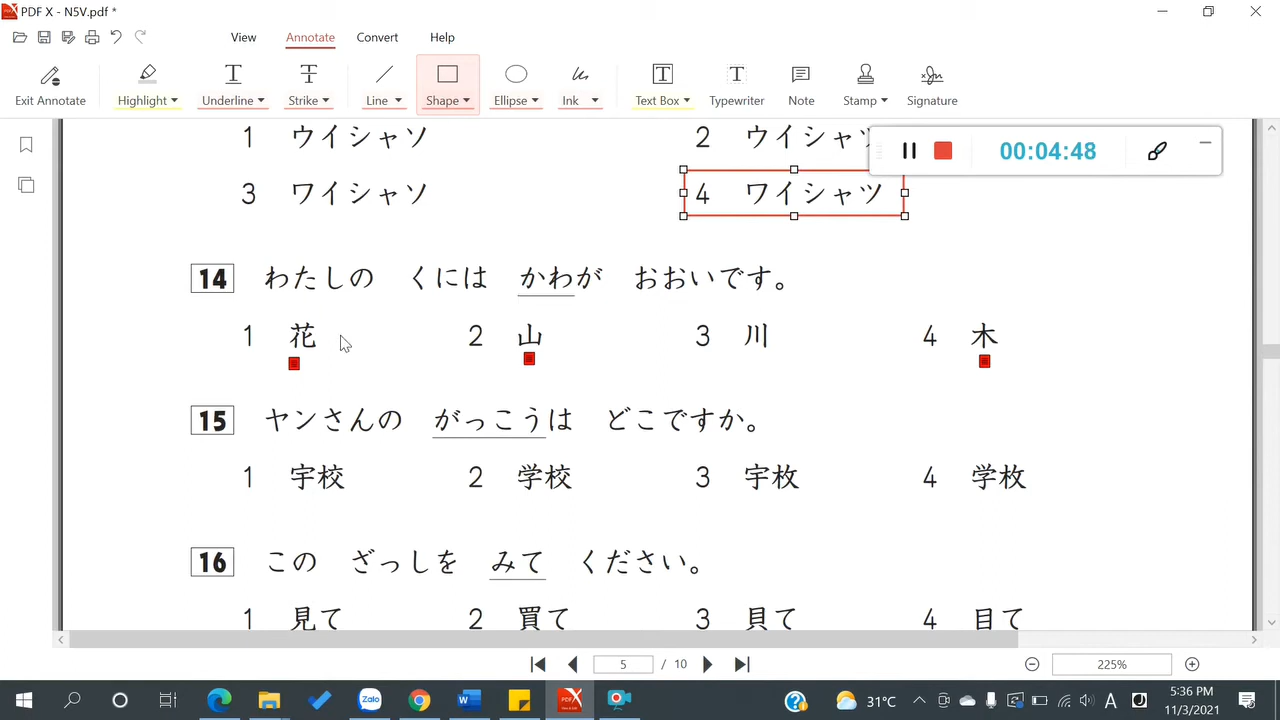 PDF X - N5V.pdf *
View Annotate Convert Help
Exit Annotate Highlight Underline Strike Line Shape Ellipse Ink Text Box Typewriter Note Stamp Signature
1 ウイシャソ 2 ウイシャツ
00:04:48
3 ワイシャソ 4 ワイシャツ
14 わたしの くには かわが おおいです。
1 花 2 山 3 川 4 木
15 ヤンさんの がっこうは どこですか。
1 宇校 2 学校 3 宇枚 4 学枚
16 この ざっしを みて ください。
1 見て 2 買て 3 貝て 4 目て
5 / 10 225%
Zalo 31°C A 5:36 PM
11/3/2021